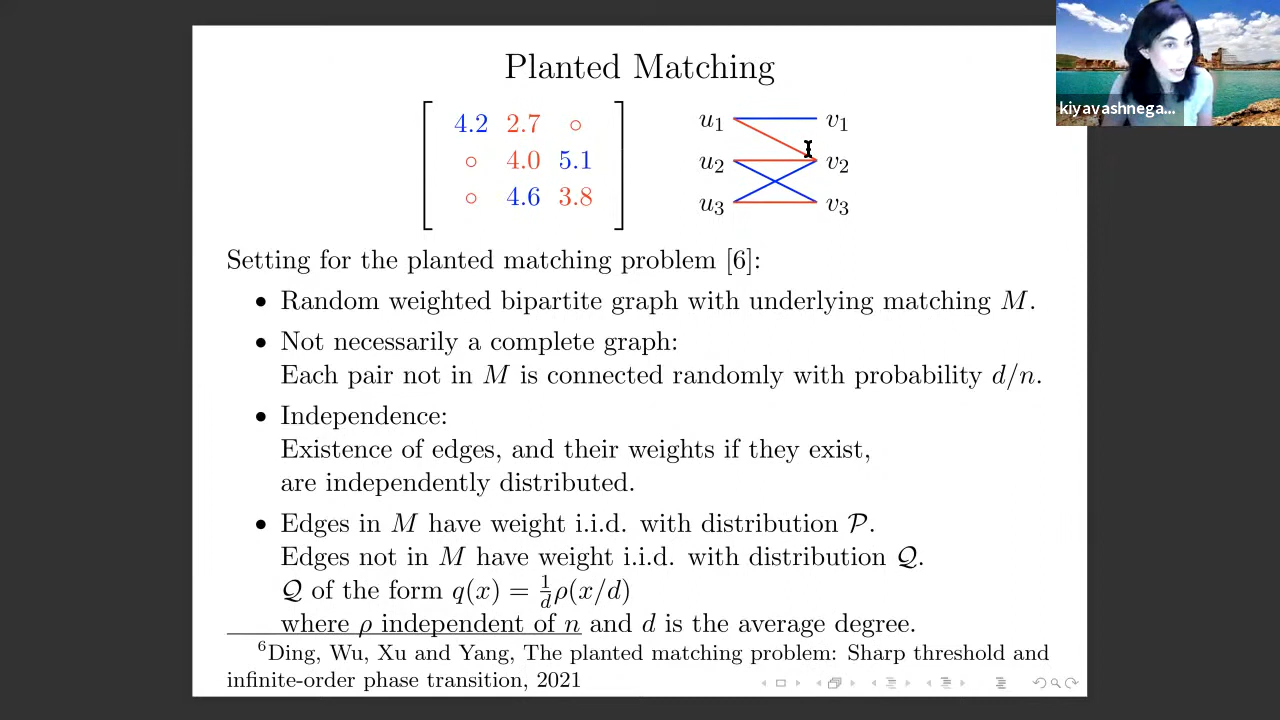 Planted Matching
4.2 2.7 ○
○ 4.0 5.1
○ 4.6 3.8
u₁ v₁
u₂ v₂
u₃ v₃
kiyavashnega...
Setting for the planted matching problem [6]:
• Random weighted bipartite graph with underlying matching M.
• Not necessarily a complete graph:
Each pair not in M is connected randomly with probability d/n.
• Independence:
Existence of edges, and their weights if they exist,
are independently distributed.
• Edges in M have weight i.i.d. with distribution 𝒫.
Edges not in M have weight i.i.d. with distribution 𝒬.
𝒬 of the form q(x) = 1/d ρ(x/d)
where ρ independent of n and d is the average degree.
⁶Ding, Wu, Xu and Yang, The planted matching problem: Sharp threshold and
infinite-order phase transition, 2021